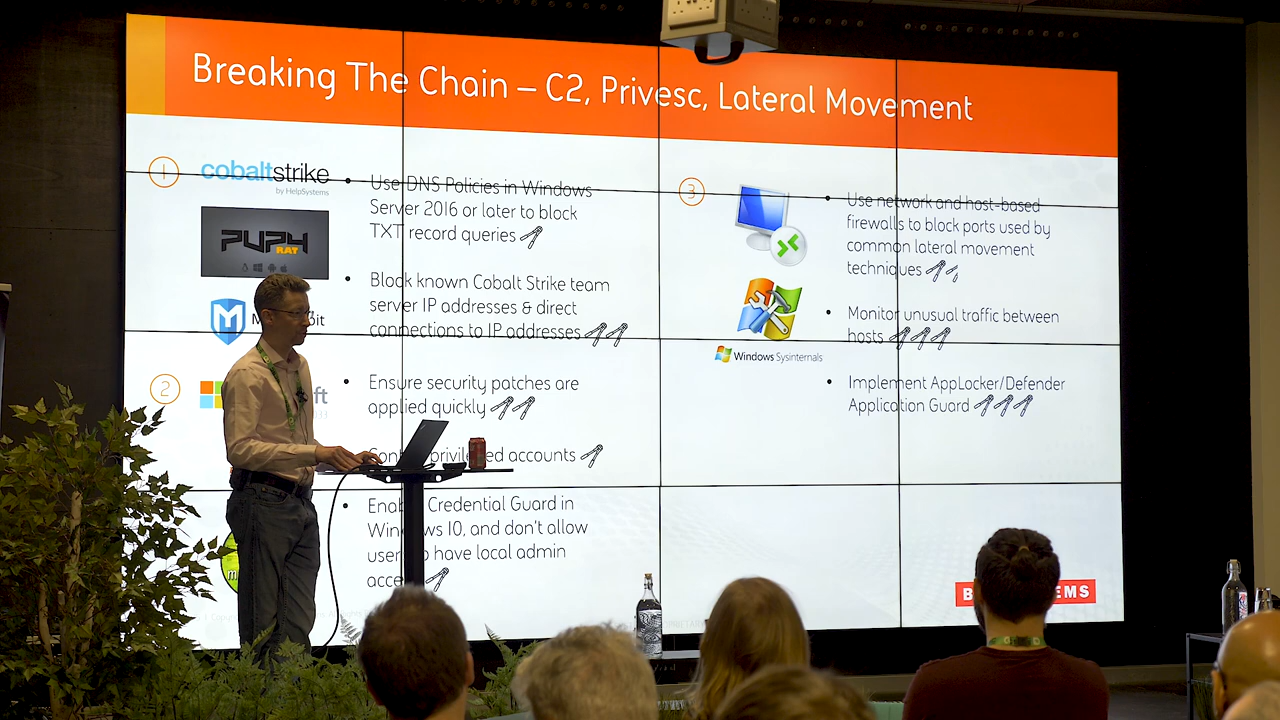 Breaking The Chain – C2, Privesc, Lateral Movement
1
cobaltstrike
by HelpSystems
PUPY
RAT
• Use DNS Policies in Windows
Server 2016 or later to block
TXT record queries
• Block known Cobalt Strike team
server IP addresses & direct
connections to IP addresses
2
• Ensure security patches are
applied quickly
privileged accounts
Credential Guard in
10, and don't allow
have local admin
3
• Use network and host-based
firewalls to block ports used by
common lateral movement
techniques
• Monitor unusual traffic between
hosts
Windows Sysinternals
• Implement AppLocker/Defender
Application Guard